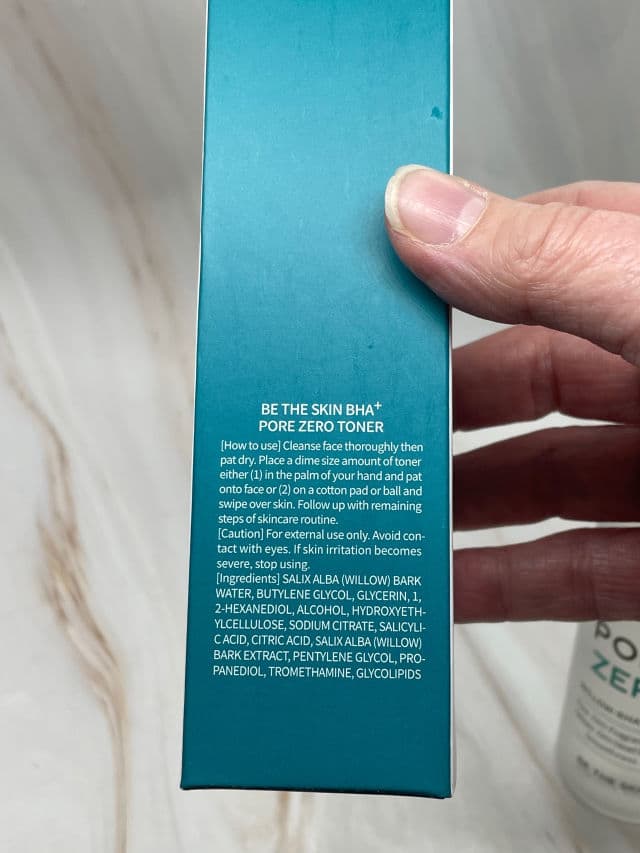 BE THE SKIN BHA+
PORE ZERO TONER
[How to use] Cleanse face thoroughly then
pat dry. Place a dime size amount of toner
either (1) in the palm of your hand and pat
onto face or (2) on a cotton pad or ball and
swipe over skin. Follow up with remaining
steps of skincare routine.
[Caution] For external use only. Avoid con-
tact with eyes. If skin irritation becomes
severe, stop using.
[Ingredients] SALIX ALBA (WILLOW) BARK
WATER, BUTYLENE GLYCOL, GLYCERIN, 1,
2-HEXANEDIOL, ALCOHOL, HYDROXYETH-
YLCELLULOSE, SODIUM CITRATE, SALICYLI-
C ACID, CITRIC ACID, SALIX ALBA (WILLOW)
BARK EXTRACT, PENTYLENE GLYCOL, PRO-
PANEDIOL, TROMETHAMINE, GLYCOLIPIDS
PO
ZER